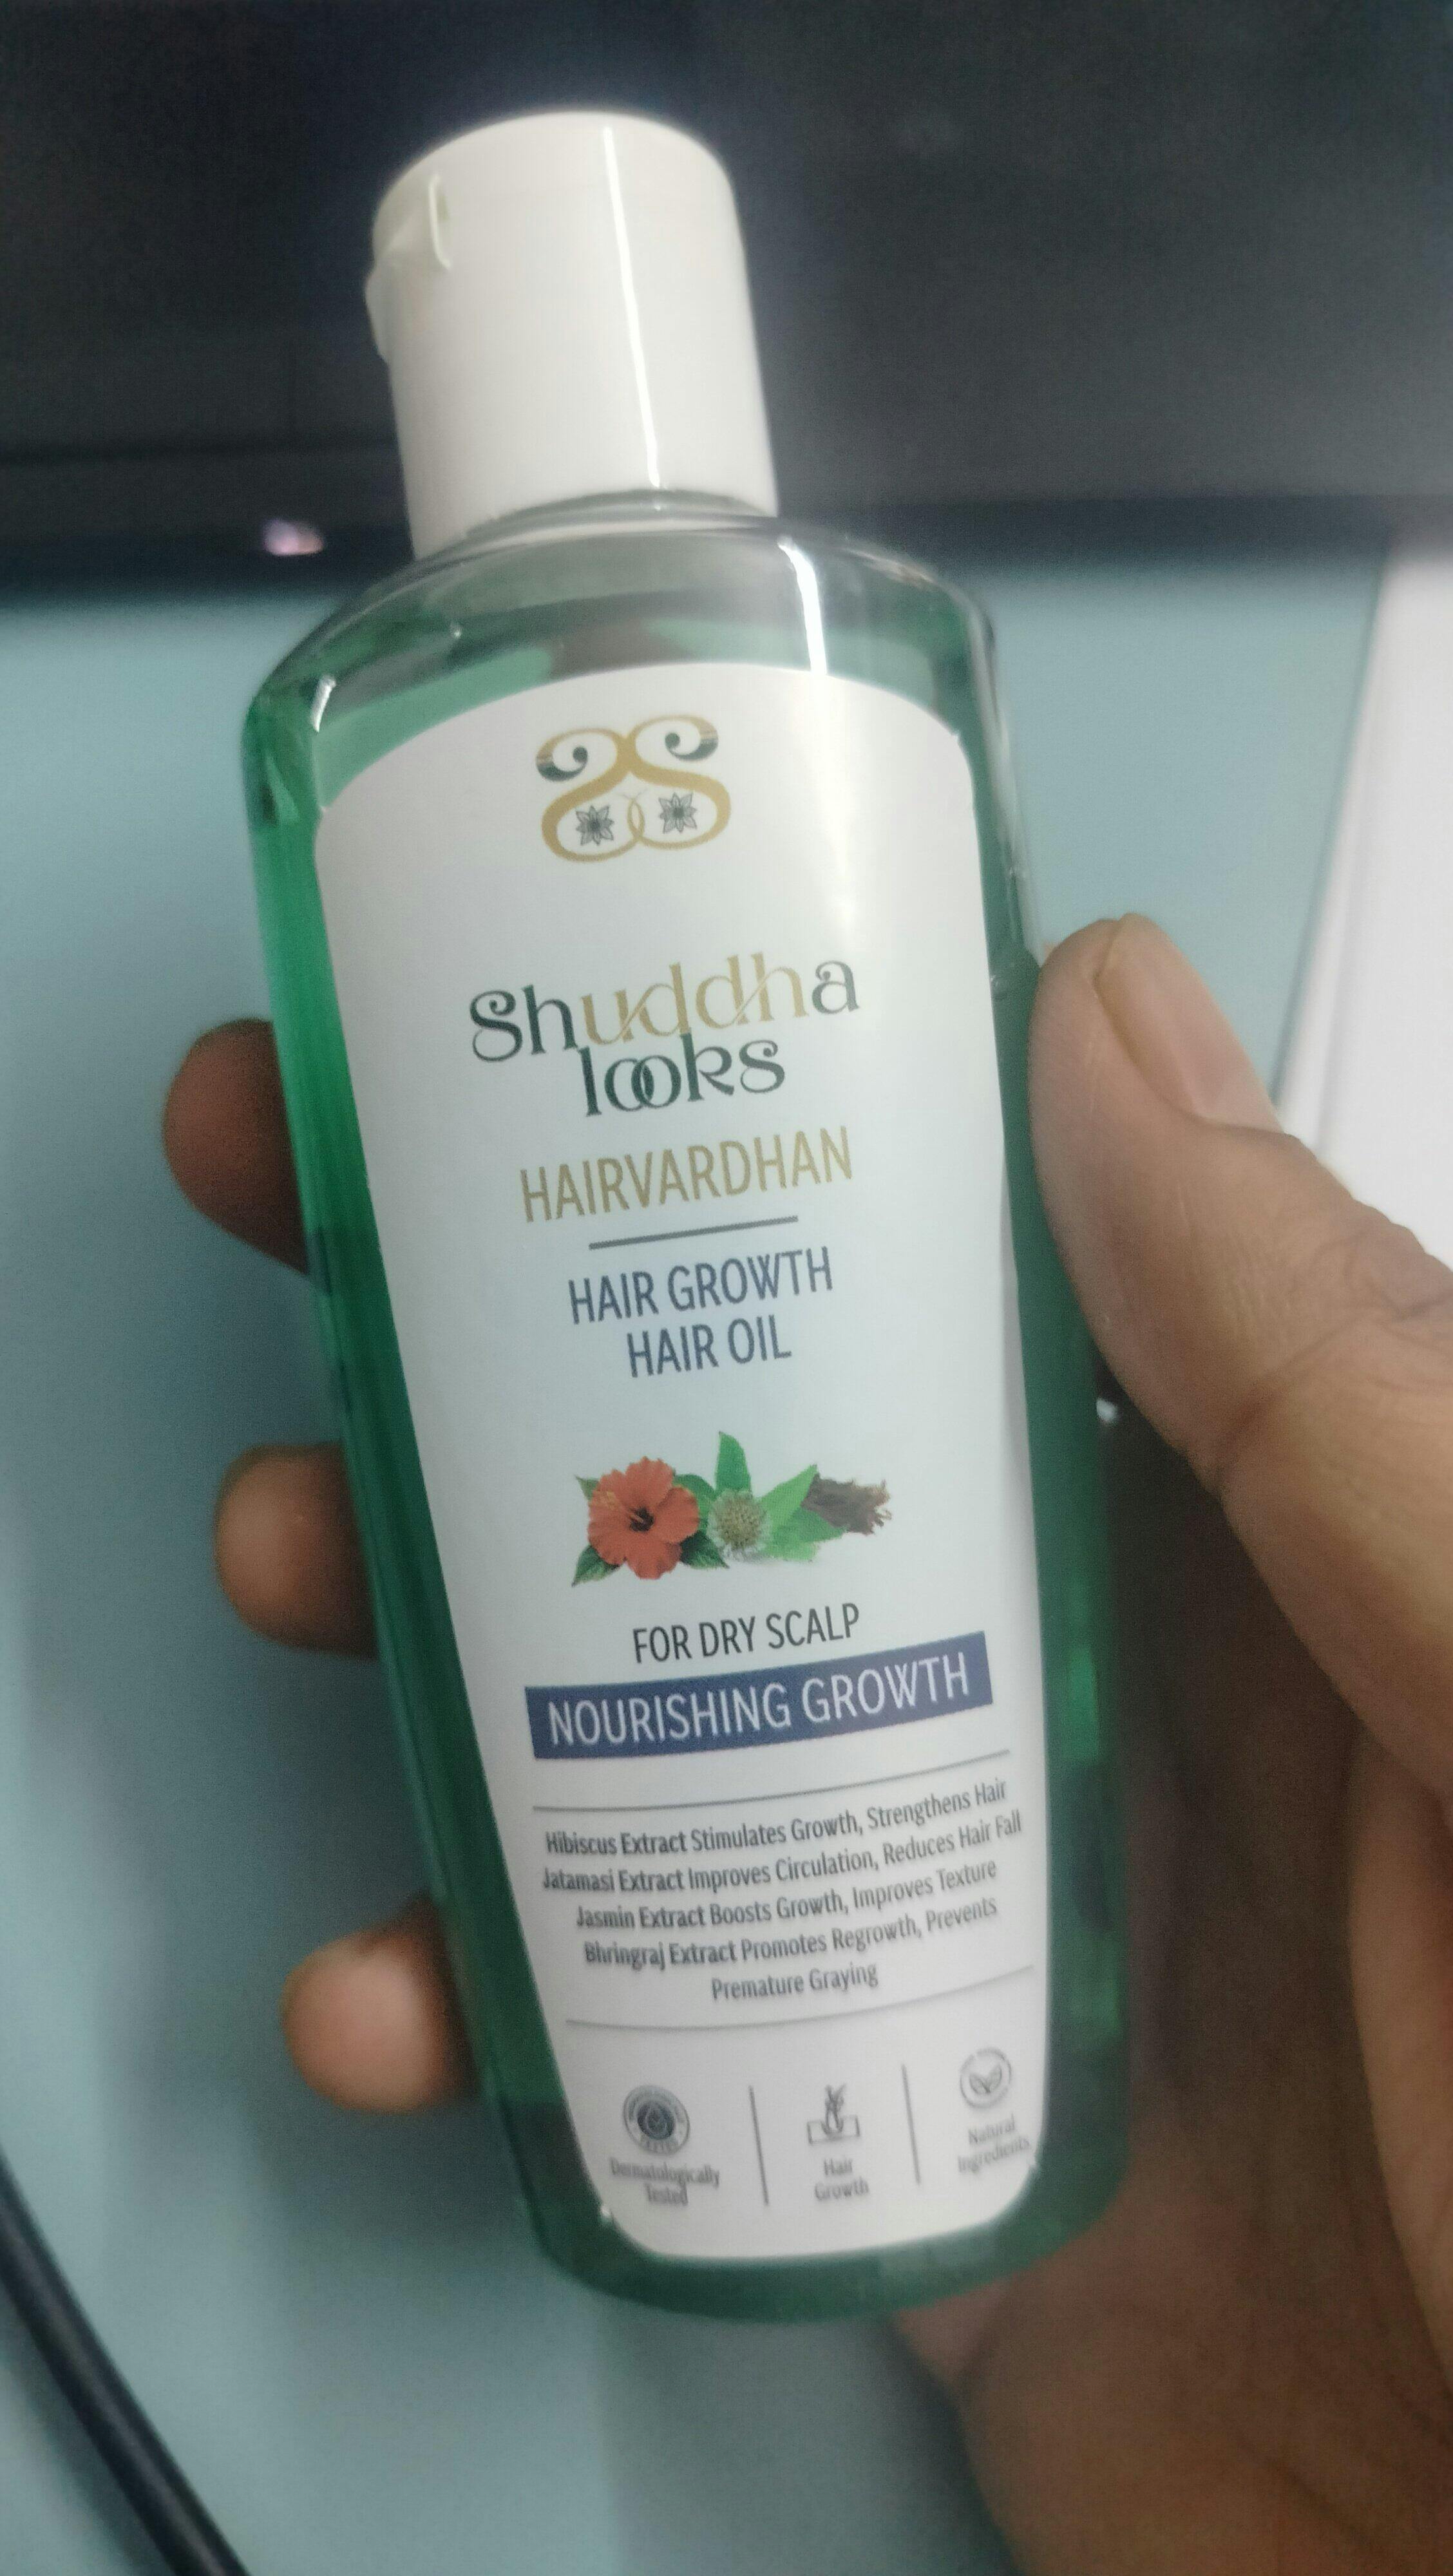 Shuddha
looks
HAIRVARDHAN
HAIR GROWTH
HAIR OIL
FOR DRY SCALP
NOURISHING GROWTH
Hibiscus Extract Stimulates Growth, Strengthens Hair
Jatamasi Extract Improves Circulation, Reduces Hair Fall
Jasmin Extract Boosts Growth, Improves Texture
Bhringraj Extract Promotes Regrowth, Prevents
Premature Graying
Dermatologically
Tested
Hair
Growth
Natural
Ingredients